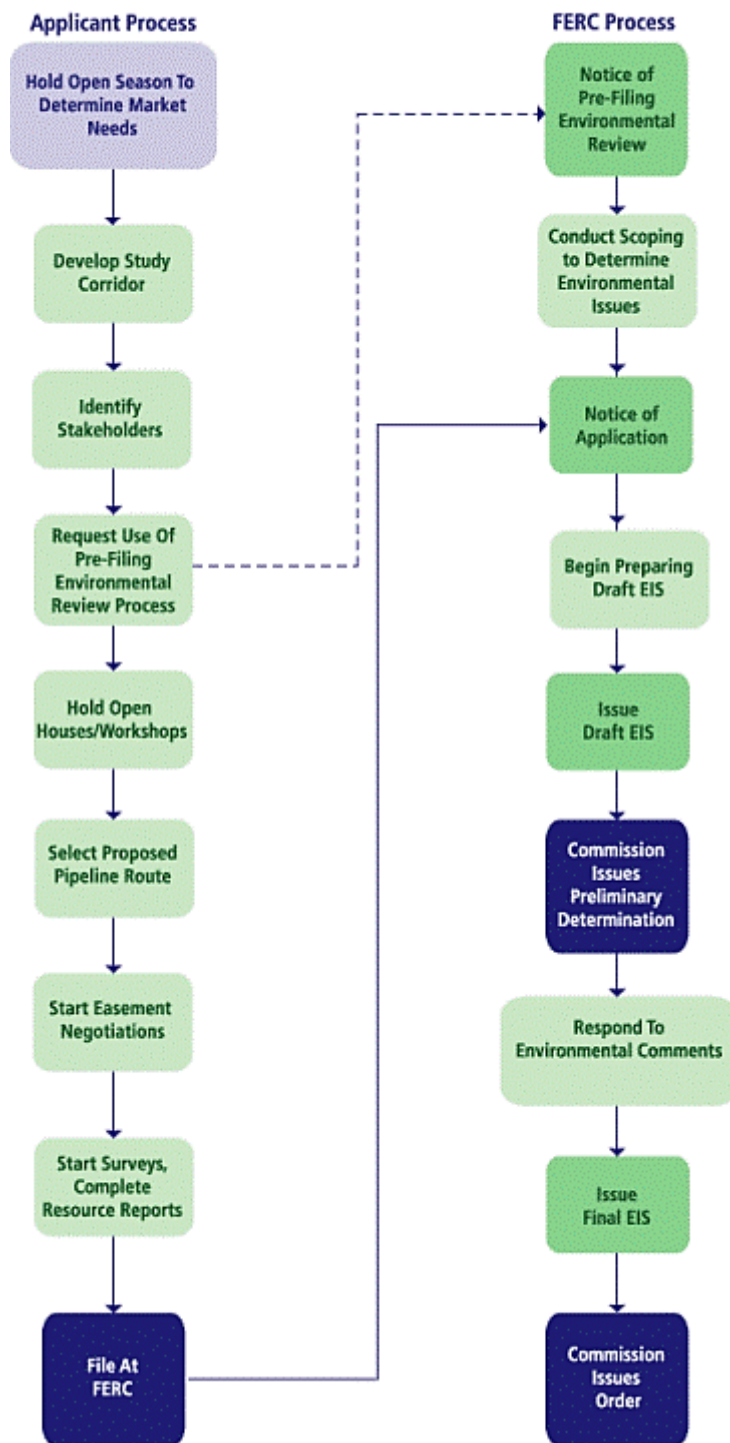 Applicant Process
Hold Open Season To
Determine Market
Needs
Develop Study
Corridor
Identify
Stakeholders
Request Use Of
Pre-Filing
Environmental
Review Process
Hold Open
Houses/Workshops
Select Proposed
Pipeline Route
Start Easement
Negotiations
Start Surveys,
Complete
Resource Reports
File At
FERC
FERC Process
Notice of
Pre-Filing
Environmental
Review
Conduct Scoping
to Determine
Environmental
Issues
Notice of
Application
Begin Preparing
Draft EIS
Issue
Draft EIS
Commission
Issues
Preliminary
Determination
Respond To
Environmental Comments
Issue
Final EIS
Commission
Issues
Order